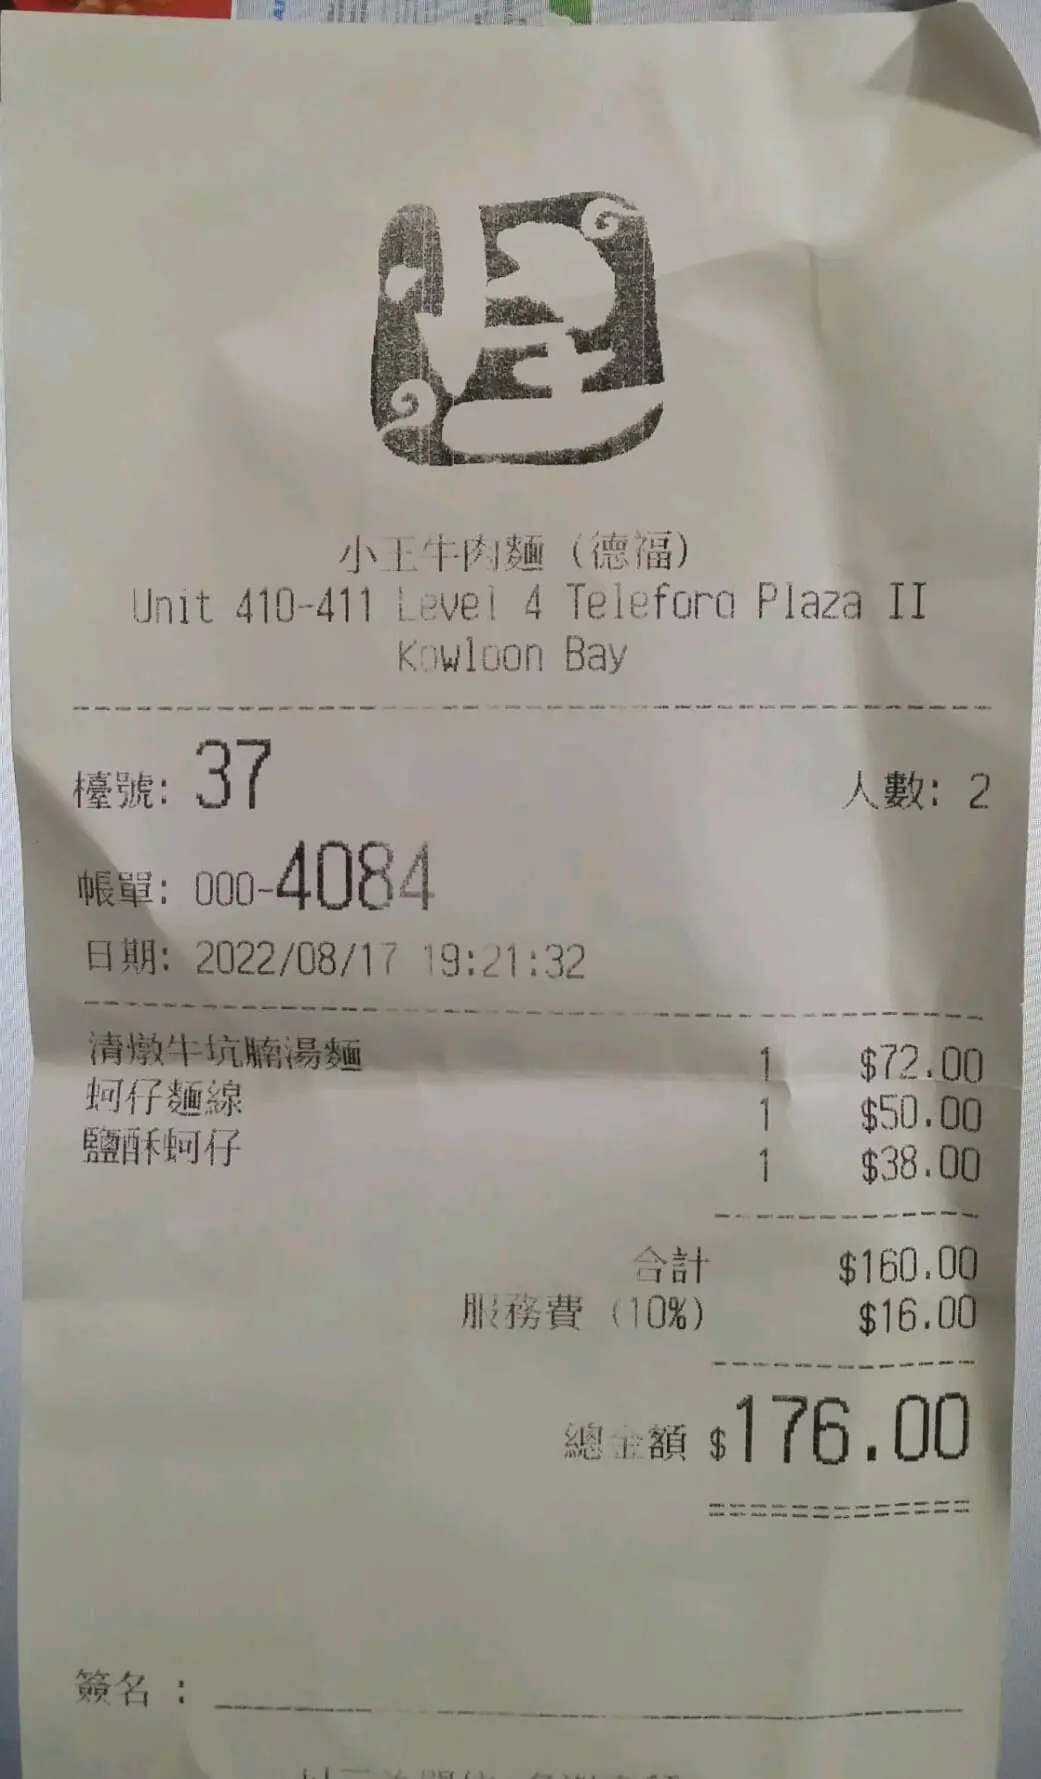 小王牛肉麵 (德福)
Unit 410-411 Level 4 Teleford Plaza II
Kowloon Bay
檯號: 37 人數: 2
帳單: 000-4084
日期: 2022/08/17 19:21:32
清燉牛坑腩湯麵 1 $72.00
蚵仔麵線 1 $50.00
鹽酥蚵仔 1 $38.00
合計 $160.00
服務費 (10%) $16.00
總金額 $176.00
簽名 :